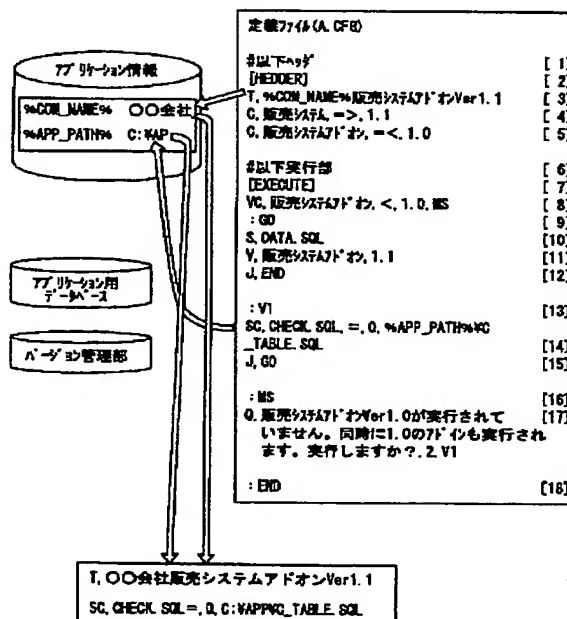 定義ファイル(A.CFB)
#以下ヘッダ [ 1]
[HEDDER] [ 2]
T,%COM_NAME%販売システムアドオンVer1.1 [ 3]
C,販売システム,=>,1.1 [ 4]
C,販売システムアドオン,=<,1.0 [ 5]
#以下実行部 [ 6]
[EXECUTE] [ 7]
VC,販売システムアドオン,<,1.0,MS [ 8]
:GO [ 9]
S,DATA.SQL [10]
V,販売システムアドオン,1.1 [11]
J,END [12]
:V1 [13]
SC,CHECK.SQL,=,0,%APP_PATH%¥C
_TABLE.SQL [14]
J,GO [15]
:MS [16]
Q,販売システムアドオンVer1.0が実行されて [17]
いません。同時に1.0のアドインも実行され
ます。実行しますか?,2,V1
:END [18]
アプリケーション情報
%COM_NAME% 〇〇会社
%APP_PATH% C:¥AP
アプリケーション用
データベース
バージョン管理部
T,〇〇会社販売システムアドオンVer1.1
SC,CHECK.SQL=,0,C:¥APP¥C_TABLE.SQL